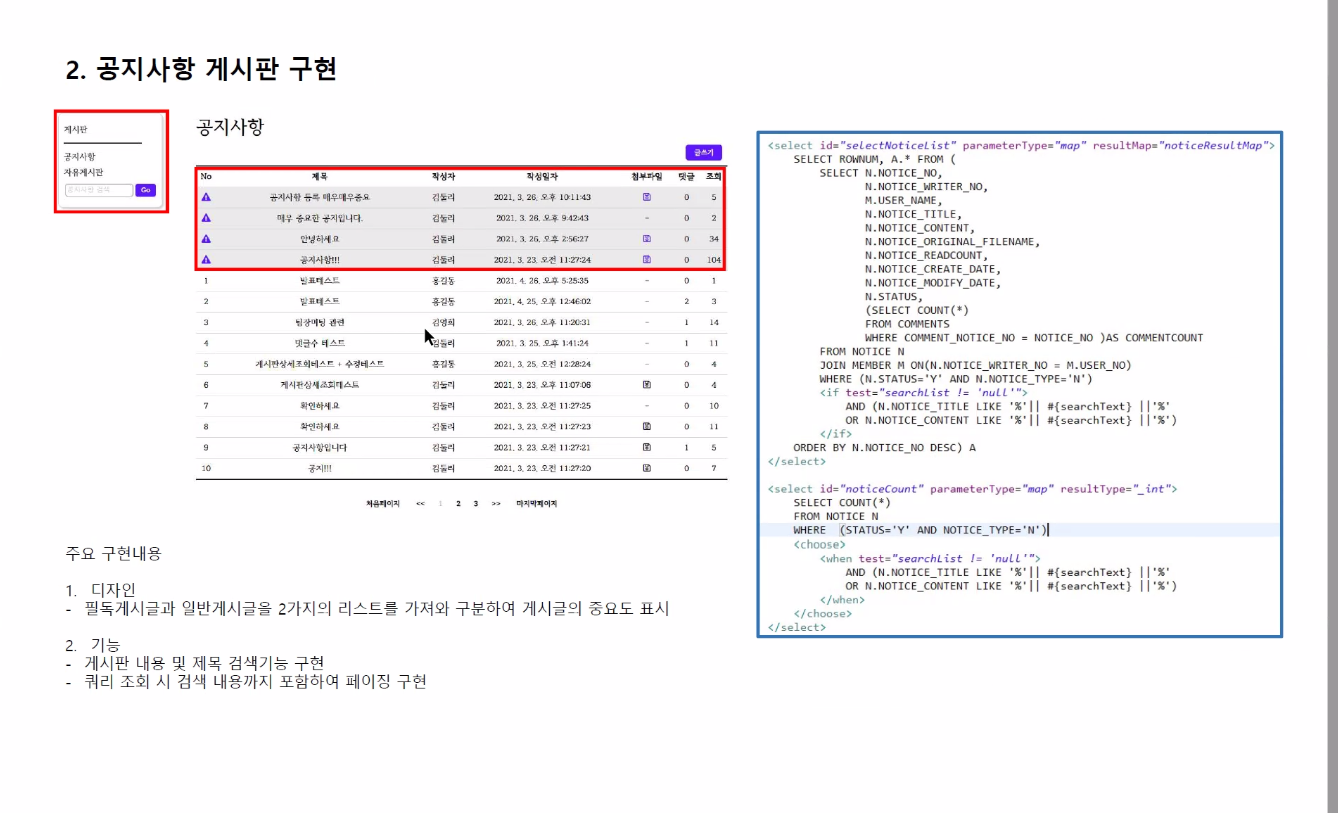 2. 공지사항 게시판 구현
게시판
공지사항
자유게시판
공지사항 검색 Go
공지사항
글쓰기
No 제목 작성자 작성일자 첨부파일 댓글 조회
공지사항 등록 매우매우중요 김둘리 2021. 3. 26. 오후 10:11:43 0 5
매우 중요한 공지입니다. 김둘리 2021. 3. 26. 오후 9:42:43 - 0 2
안녕하세요 김둘리 2021. 3. 26. 오후 2:56:27 0 34
공지사항!!! 김둘리 2021. 3. 23. 오전 11:27:24 0 104
1 발표테스트 홍길동 2021. 4. 26. 오후 5:25:35 - 0 1
2 발표테스트 홍길동 2021. 4. 25. 오후 12:46:02 - 2 3
3 팀장미팅 관련 김영희 2021. 3. 26. 오후 11:20:31 - 1 14
4 댓글수 테스트 김둘리 2021. 3. 25. 오후 1:41:24 - 1 11
5 게시판상세조회테스트 + 수정테스트 홍길동 2021. 3. 25. 오전 12:28:24 - 0 4
6 게시판상세조회테스트 김둘리 2021. 3. 23. 오후 11:07:06 0 4
7 확인하세요 김둘리 2021. 3. 23. 오전 11:27:25 - 0 10
8 확인하세요 김둘리 2021. 3. 23. 오전 11:27:23 0 11
9 공지사항입니다 김둘리 2021. 3. 23. 오전 11:27:21 1 5
10 공지!!! 김둘리 2021. 3. 23. 오전 11:27:20 0 7
처음페이지 << 1 2 3 >> 마지막페이지
주요 구현내용
1. 디자인
- 필독게시글과 일반게시글을 2가지의 리스트를 가져와 구분하여 게시글의 중요도 표시
2. 기능
- 게시판 내용 및 제목 검색기능 구현
- 쿼리 조회 시 검색 내용까지 포함하여 페이징 구현
<select id="selectNoticeList" parameterType="map" resultMap="noticeResultMap">
SELECT ROWNUM, A.* FROM (
SELECT N.NOTICE_NO,
N.NOTICE_WRITER_NO,
M.USER_NAME,
N.NOTICE_TITLE,
N.NOTICE_CONTENT,
N.NOTICE_ORIGINAL_FILENAME,
N.NOTICE_READCOUNT,
N.NOTICE_CREATE_DATE,
N.NOTICE_MODIFY_DATE,
N.STATUS,
(SELECT COUNT(*)
FROM COMMENTS
WHERE COMMENT_NOTICE_NO = NOTICE_NO )AS COMMENTCOUNT
FROM NOTICE N
JOIN MEMBER M ON(N.NOTICE_WRITER_NO = M.USER_NO)
WHERE (N.STATUS='Y' AND N.NOTICE_TYPE='N')
<if test="searchList != 'null'">
AND (N.NOTICE_TITLE LIKE '%'|| #{searchText} ||'%'
OR N.NOTICE_CONTENT LIKE '%'|| #{searchText} ||'%')
</if>
ORDER BY N.NOTICE_NO DESC) A
</select>
<select id="noticeCount" parameterType="map" resultType="_int">
SELECT COUNT(*)
FROM NOTICE N
WHERE (STATUS='Y' AND NOTICE_TYPE='N')
<choose>
<when test="searchList != 'null'">
AND (N.NOTICE_TITLE LIKE '%'|| #{searchText} ||'%'
OR N.NOTICE_CONTENT LIKE '%'|| #{searchText} ||'%')
</when>
</choose>
</select>